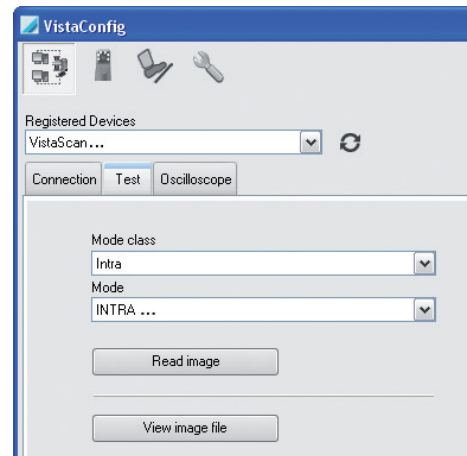 VistaConfig
Registered Devices
VistaScan...
Connection Test Oscilloscope
Mode class
Intra
Mode
INTRA ...
Read image
View image file